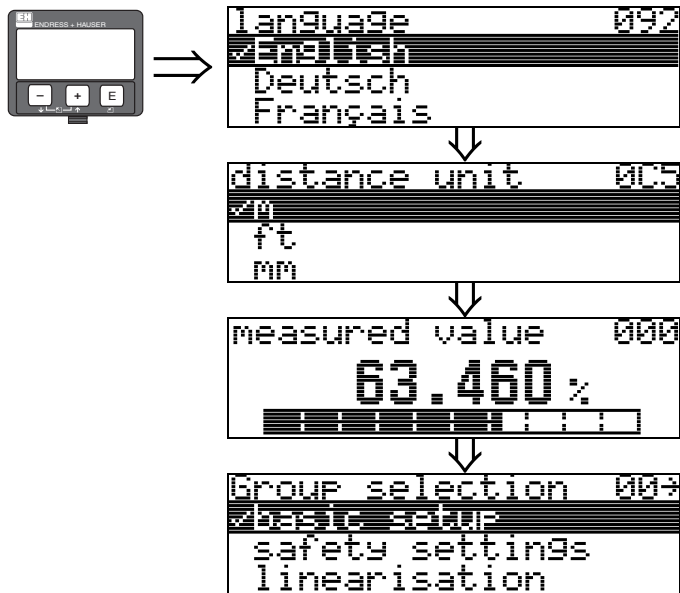 EH
ENDRESS + HAUSER
- + E
language 092
✓English
Deutsch
Français
distance unit 0C5
✓m
ft
mm
measured value 000
63.460 %
Group selection 00→
✓basic setup
safety settings
linearisation